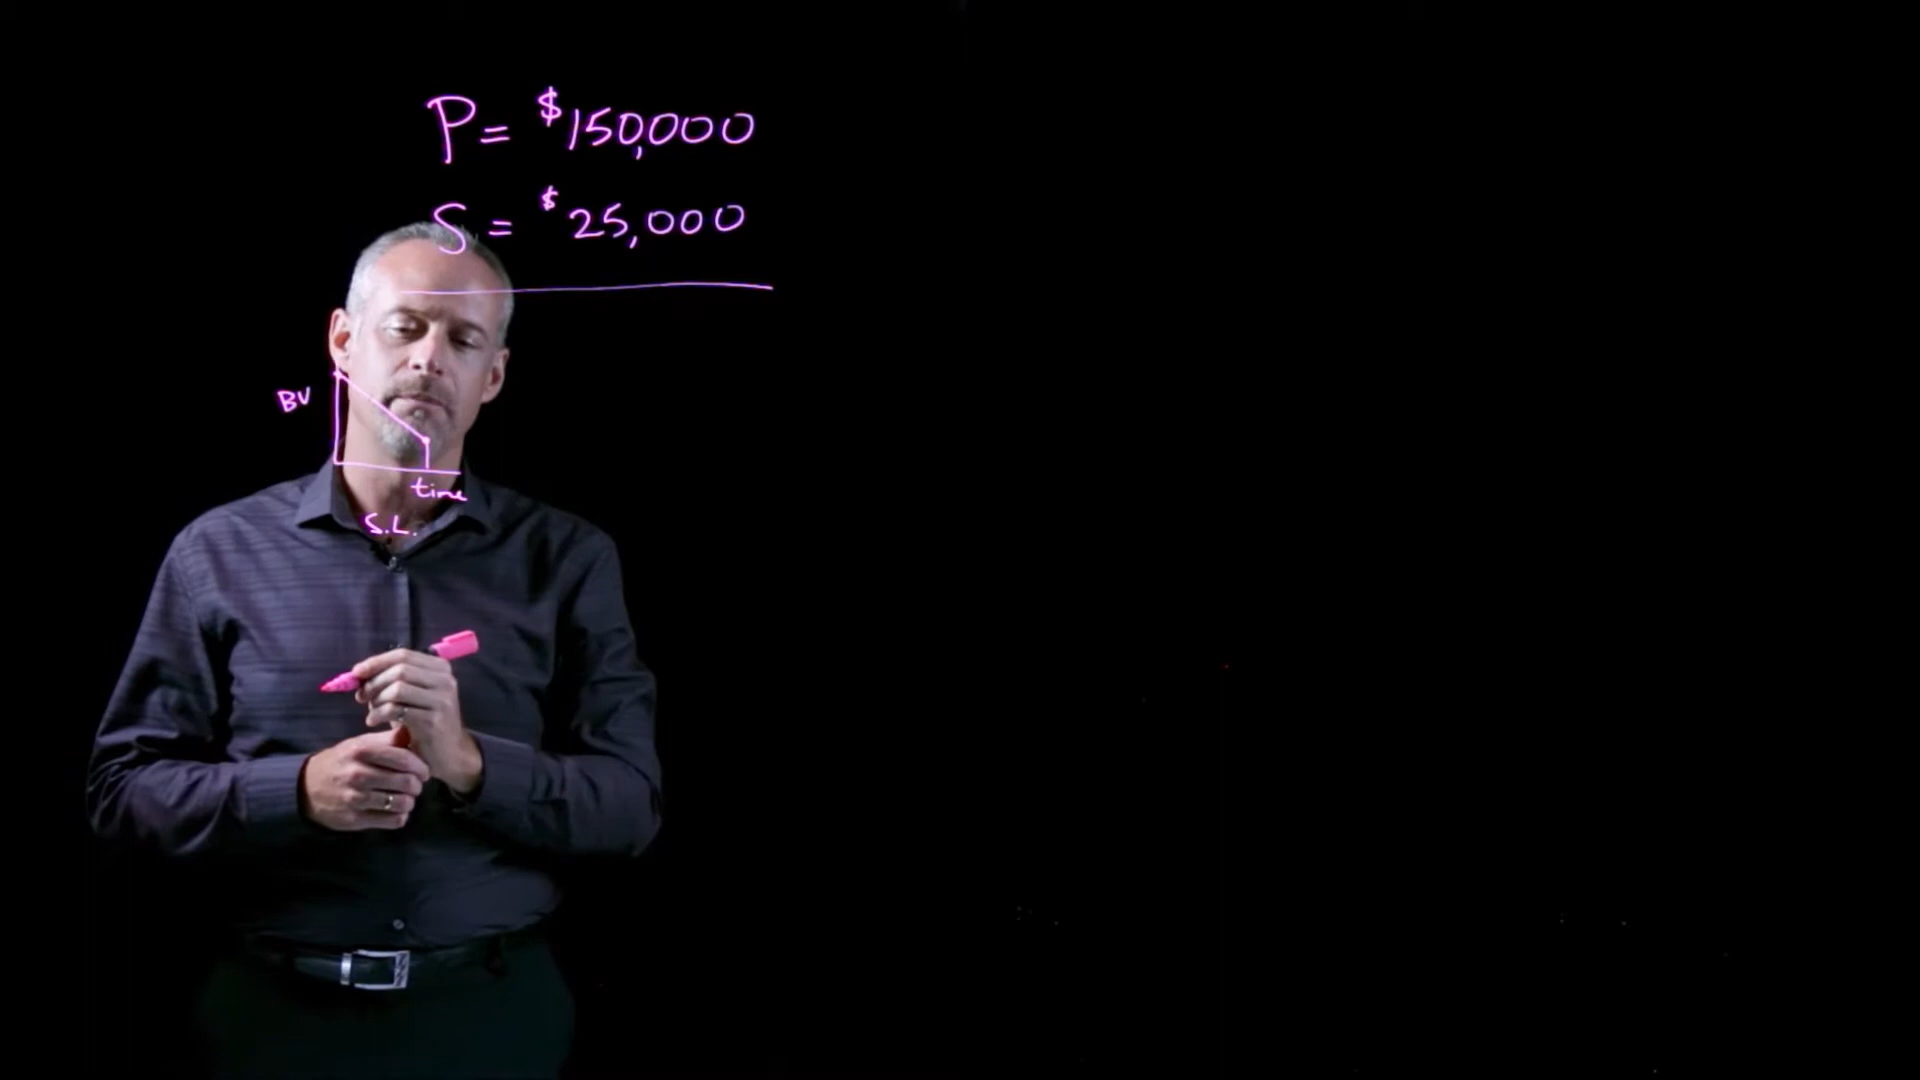 P = $150,000
S = $25,000
BV
time
S.L.